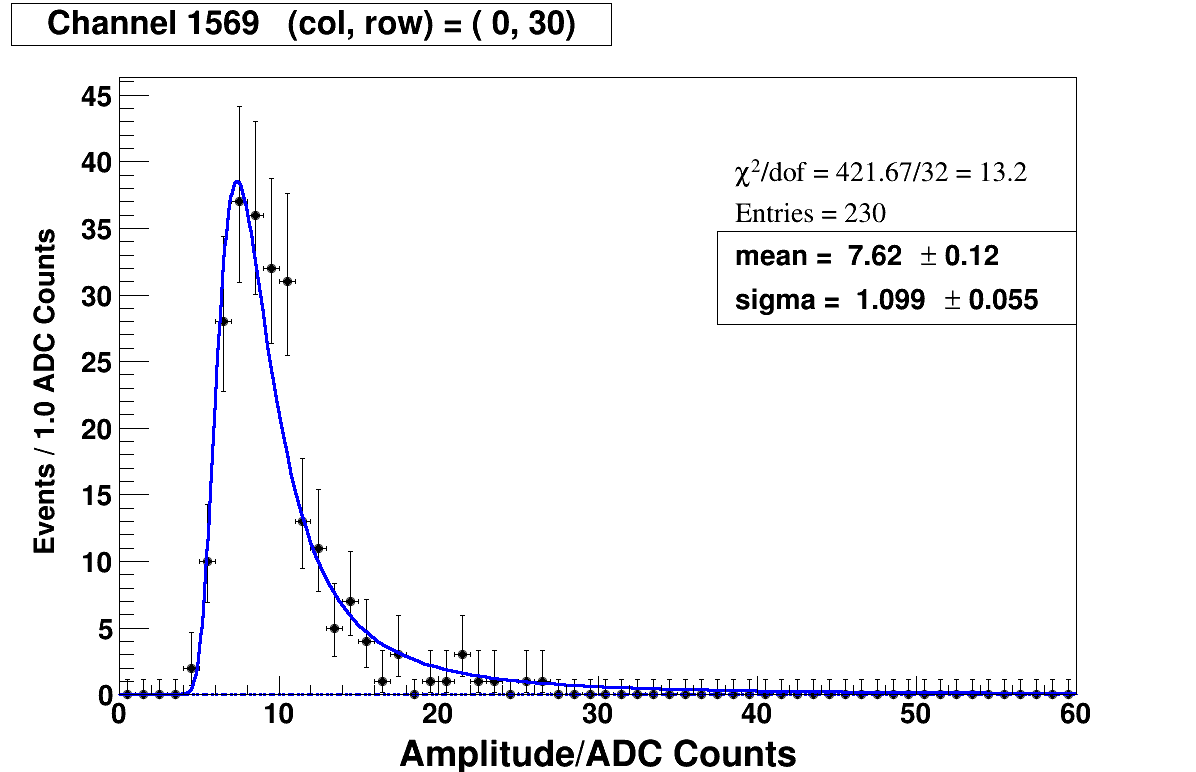 Channel 1569 (col, row) = ( 0, 30)
χ²/dof = 421.67/32 = 13.2
Entries = 230
mean = 7.62 ± 0.12
sigma = 1.099 ± 0.055
Events / 1.0 ADC Counts
45
40
35
30
25
20
15
10
5
0
0 10 20 30 40 50 60
Amplitude/ADC Counts